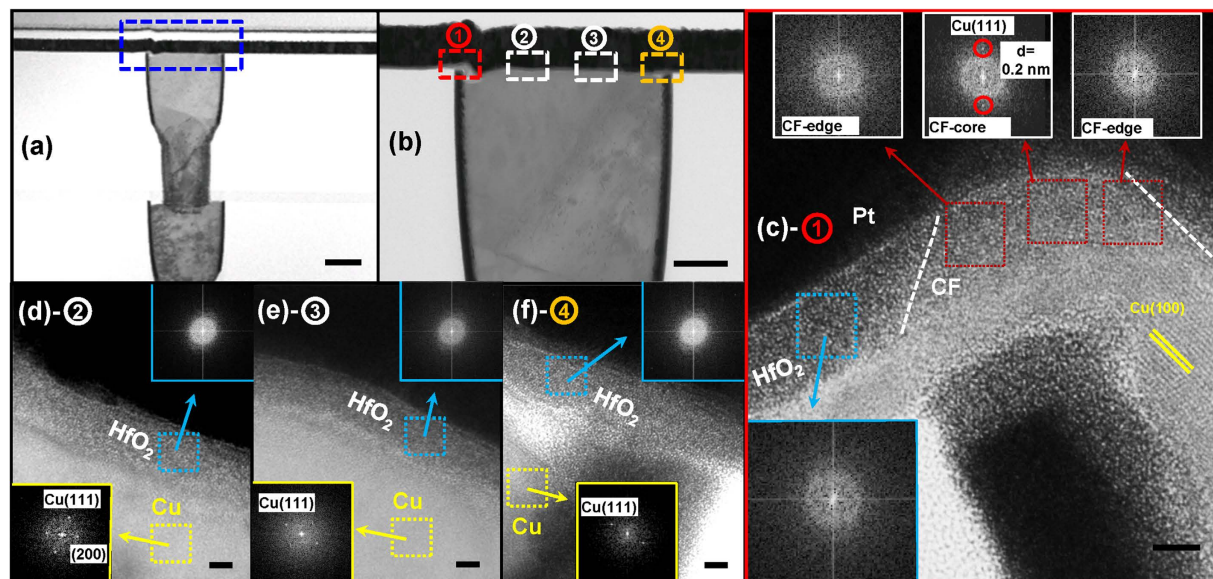 (a)
(b)
①
②
③
④
Cu(111)
d=
0.2 nm
CF-edge
CF-core
CF-edge
(c)-①
Pt
CF
HfO₂
Cu(100)
(d)-②
HfO₂
Cu(111)
Cu
(200)
(e)-③
HfO₂
Cu(111)
Cu
(f)-④
HfO₂
Cu(111)
Cu